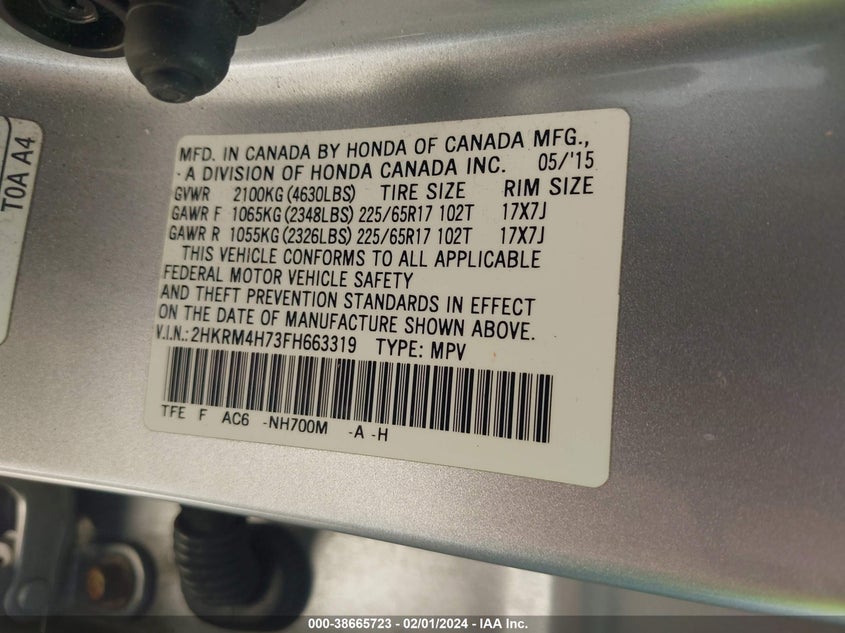 T0A A4
MFD. IN CANADA BY HONDA OF CANADA MFG.,
- A DIVISION OF HONDA CANADA INC. 05/'15
GVWR 2100KG (4630LBS) TIRE SIZE RIM SIZE
GAWR F 1065KG (2348LBS) 225/65R17 102T 17X7J
GAWR R 1055KG (2326LBS) 225/65R17 102T 17X7J
THIS VEHICLE CONFORMS TO ALL APPLICABLE
FEDERAL MOTOR VEHICLE SAFETY
AND THEFT PREVENTION STANDARDS IN EFFECT
ON THE DATE OF MANUFACTURE SHOWN ABOVE.
V.I.N.: 2HKRM4H73FH663319 TYPE: MPV
TFE F AC6 -NH700M -A -H
000-38665723 - 02/01/2024 - IAA Inc.